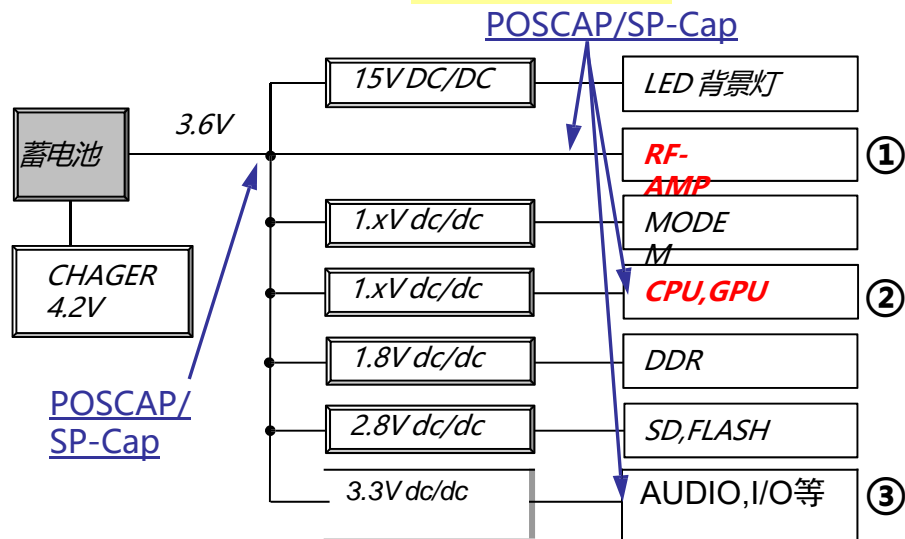 POSCAP/SP-Cap
15V DC/DC
LED 背景灯
3.6V
蓄电池
RF-
AMP
①
1.xV dc/dc
MODE
M
CHAGER
4.2V
1.xV dc/dc
CPU,GPU
②
1.8V dc/dc
DDR
POSCAP/
SP-Cap
2.8V dc/dc
SD,FLASH
3.3V dc/dc
AUDIO,I/O等
③